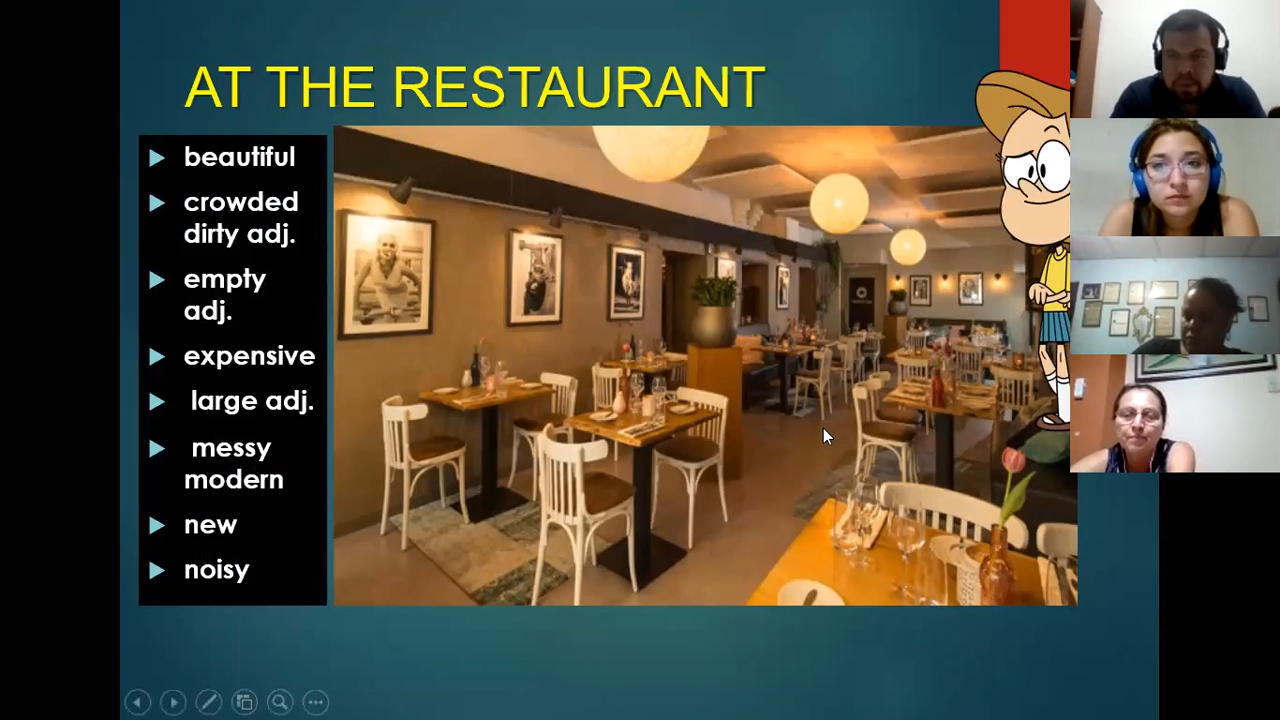 AT THE RESTAURANT
beautiful
crowded
dirty adj.
empty
adj.
expensive
large adj.
messy
modern
new
noisy